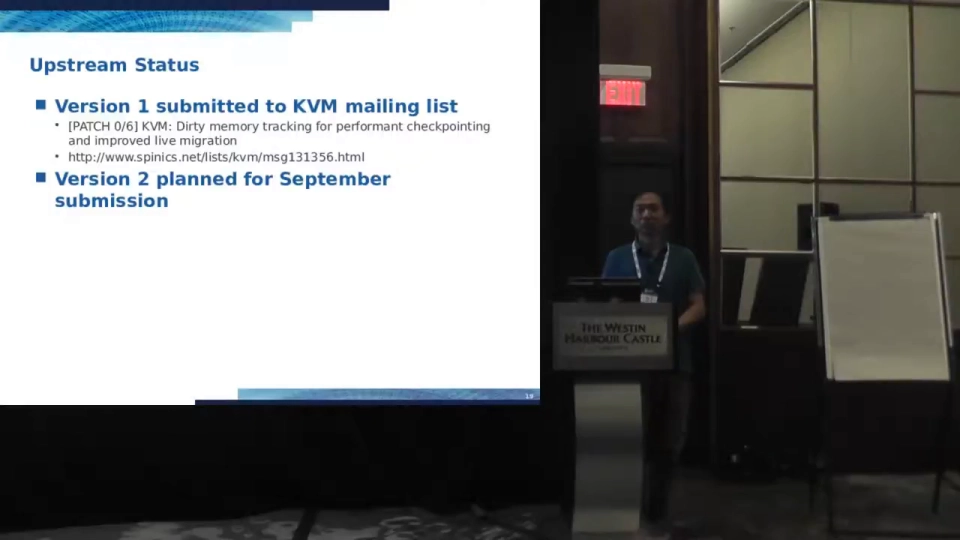 Upstream Status
Version 1 submitted to KVM mailing list
[PATCH 0/6] KVM: Dirty memory tracking for performant checkpointing
and improved live migration
http://www.spinics.net/lists/kvm/msg131356.html
Version 2 planned for September
submission
19
EXIT
THE WESTIN
HARBOUR CASTLE